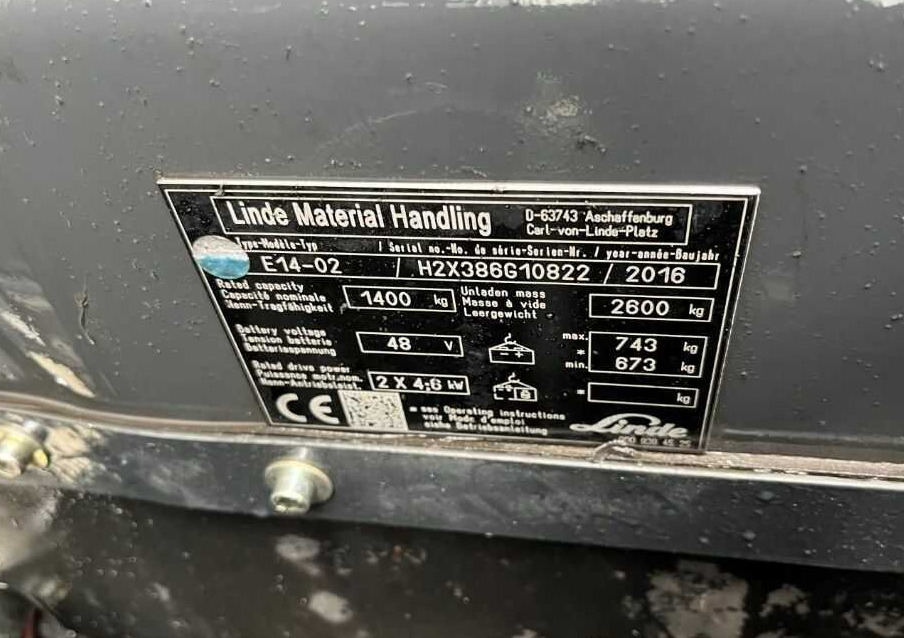 Linde Material Handling
D-63743 Aschaffenburg
Carl-von-Linde-Platz
Type-Modèle-Typ / Serial no.-No. de série-Serien-Nr. / year-année-Baujahr
E14-02 / H2X386G10822 / 2016
Rated capacity
Capacité nominale
Nenn-Tragfähigkeit
1400 kg
Unladen mass
Masse à vide
Leergewicht
2600 kg
Battery voltage
Tension batterie
Batteriespannung
48 V
max. 743 kg
*
min. 673 kg
Rated drive power
Puissance motr.nom.
Nenn-Antriebsleist.
2 X 4,6 kW
* kg
CE
* see Operating instructions
voir Mode d'emploi
siehe Betriebsanleitung
Linde